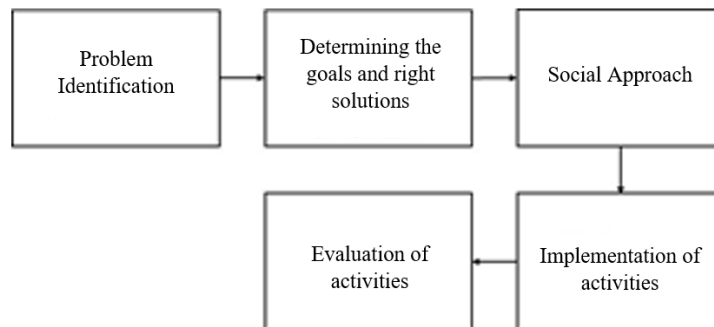 Problem
Identification
Determining the
goals and right
solutions
Social Approach
Implementation of
activities
Evaluation of
activities